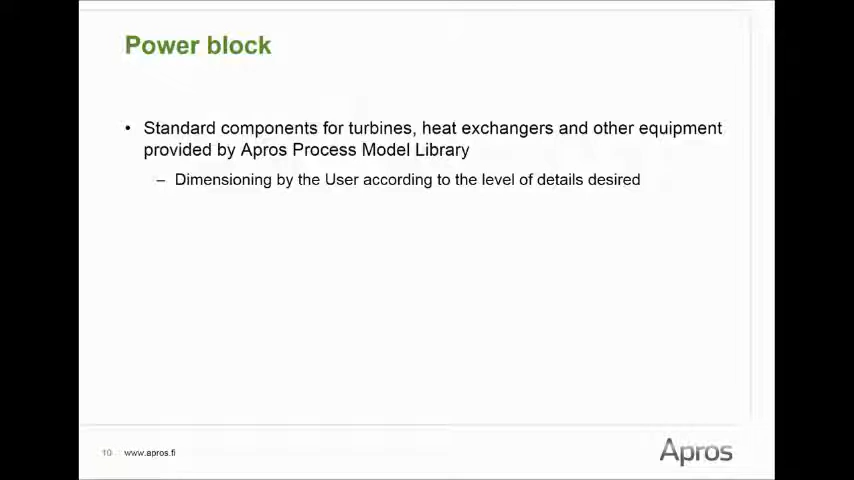 Power block
• Standard components for turbines, heat exchangers and other equipment
provided by Apros Process Model Library
– Dimensioning by the User according to the level of details desired
10 www.apros.fi
Apros